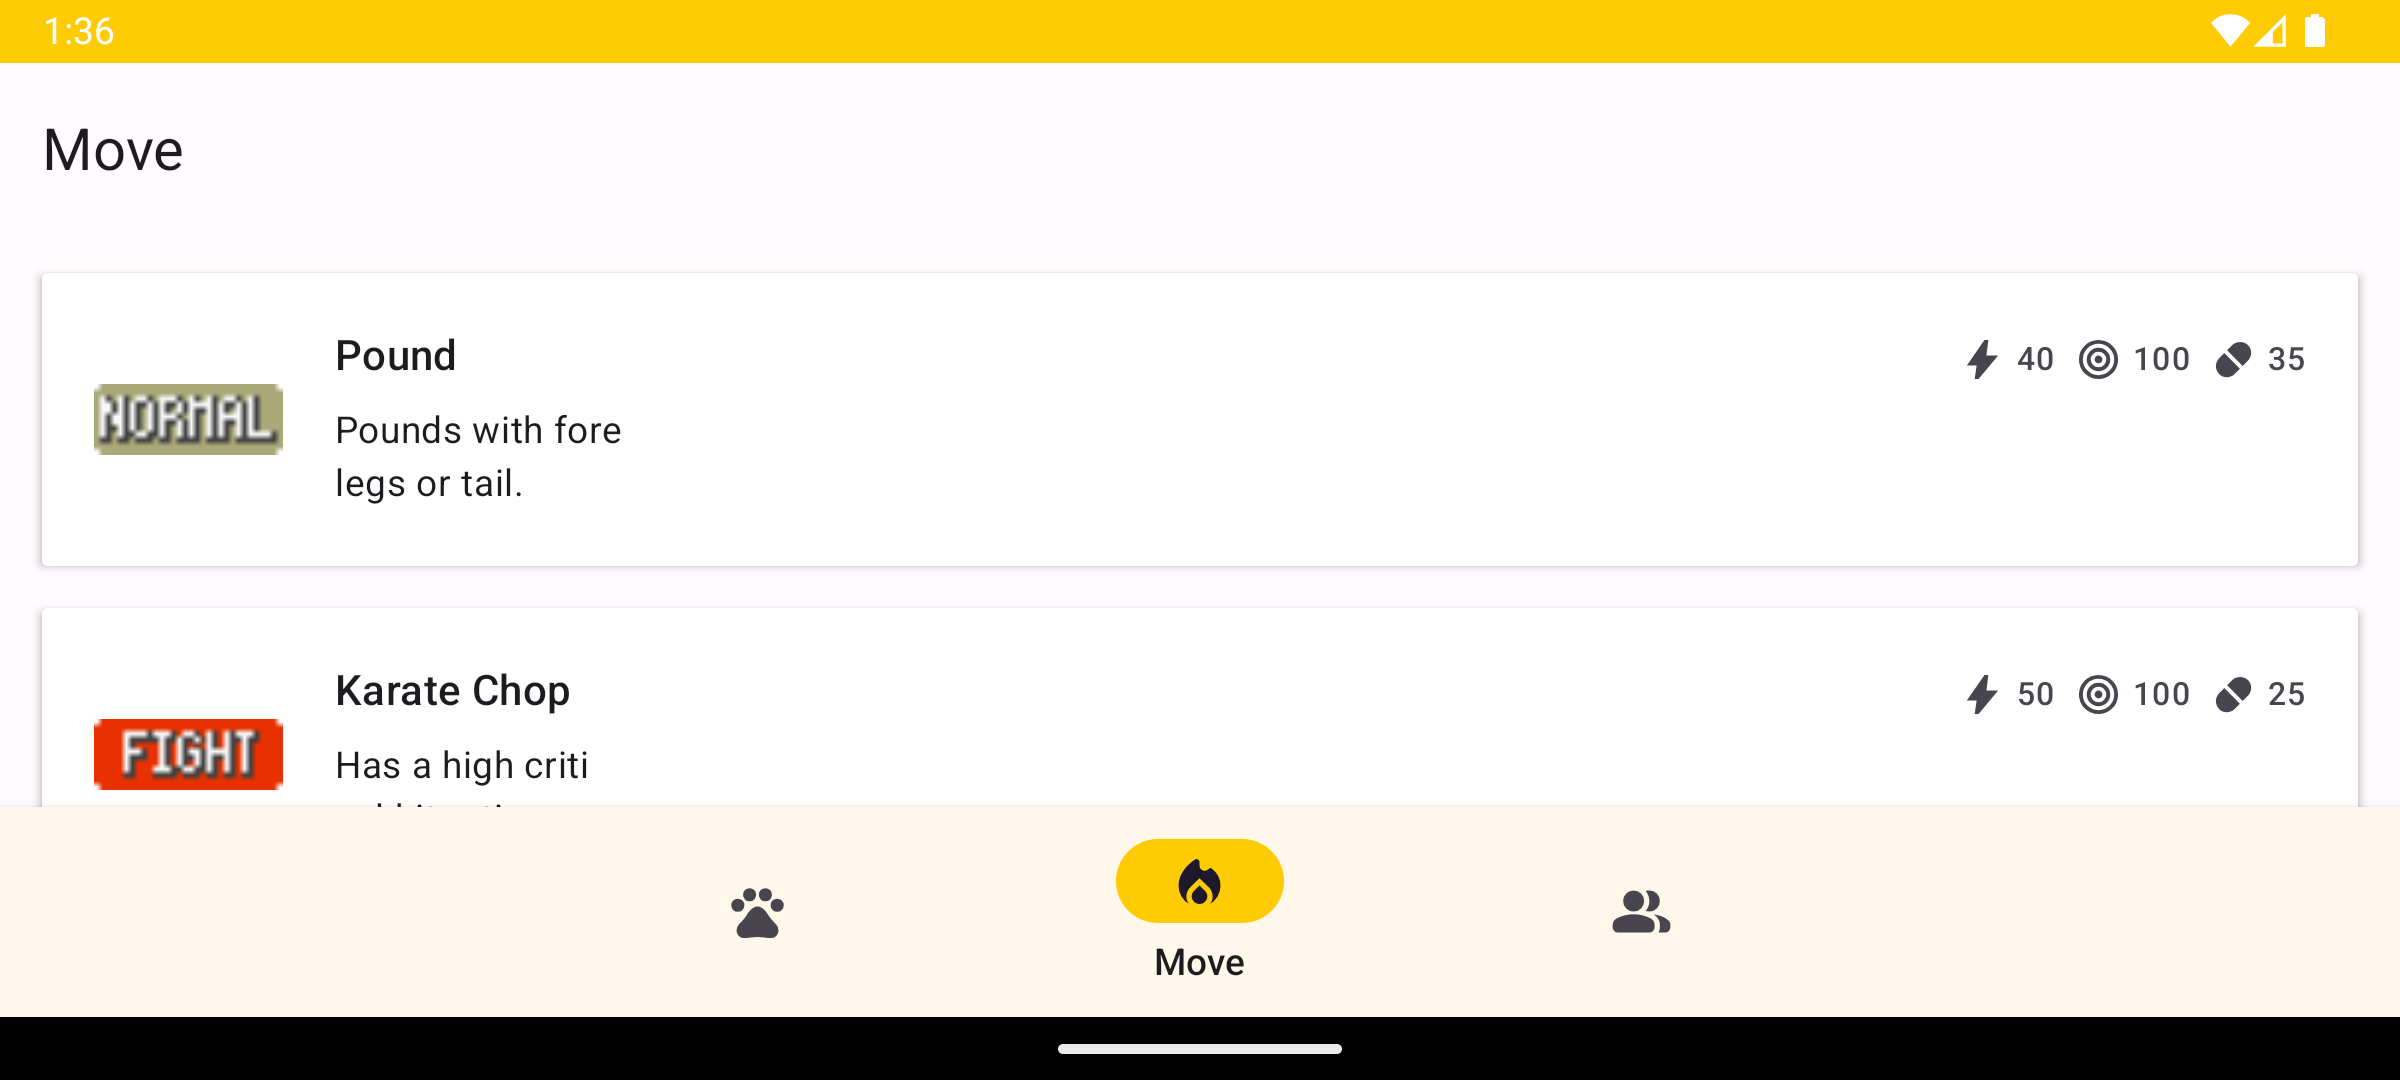 1:36
Move
NORMAL
Pound
40 100 35
Pounds with fore
legs or tail.
FIGHT
Karate Chop
50 100 25
Has a high criti
Move